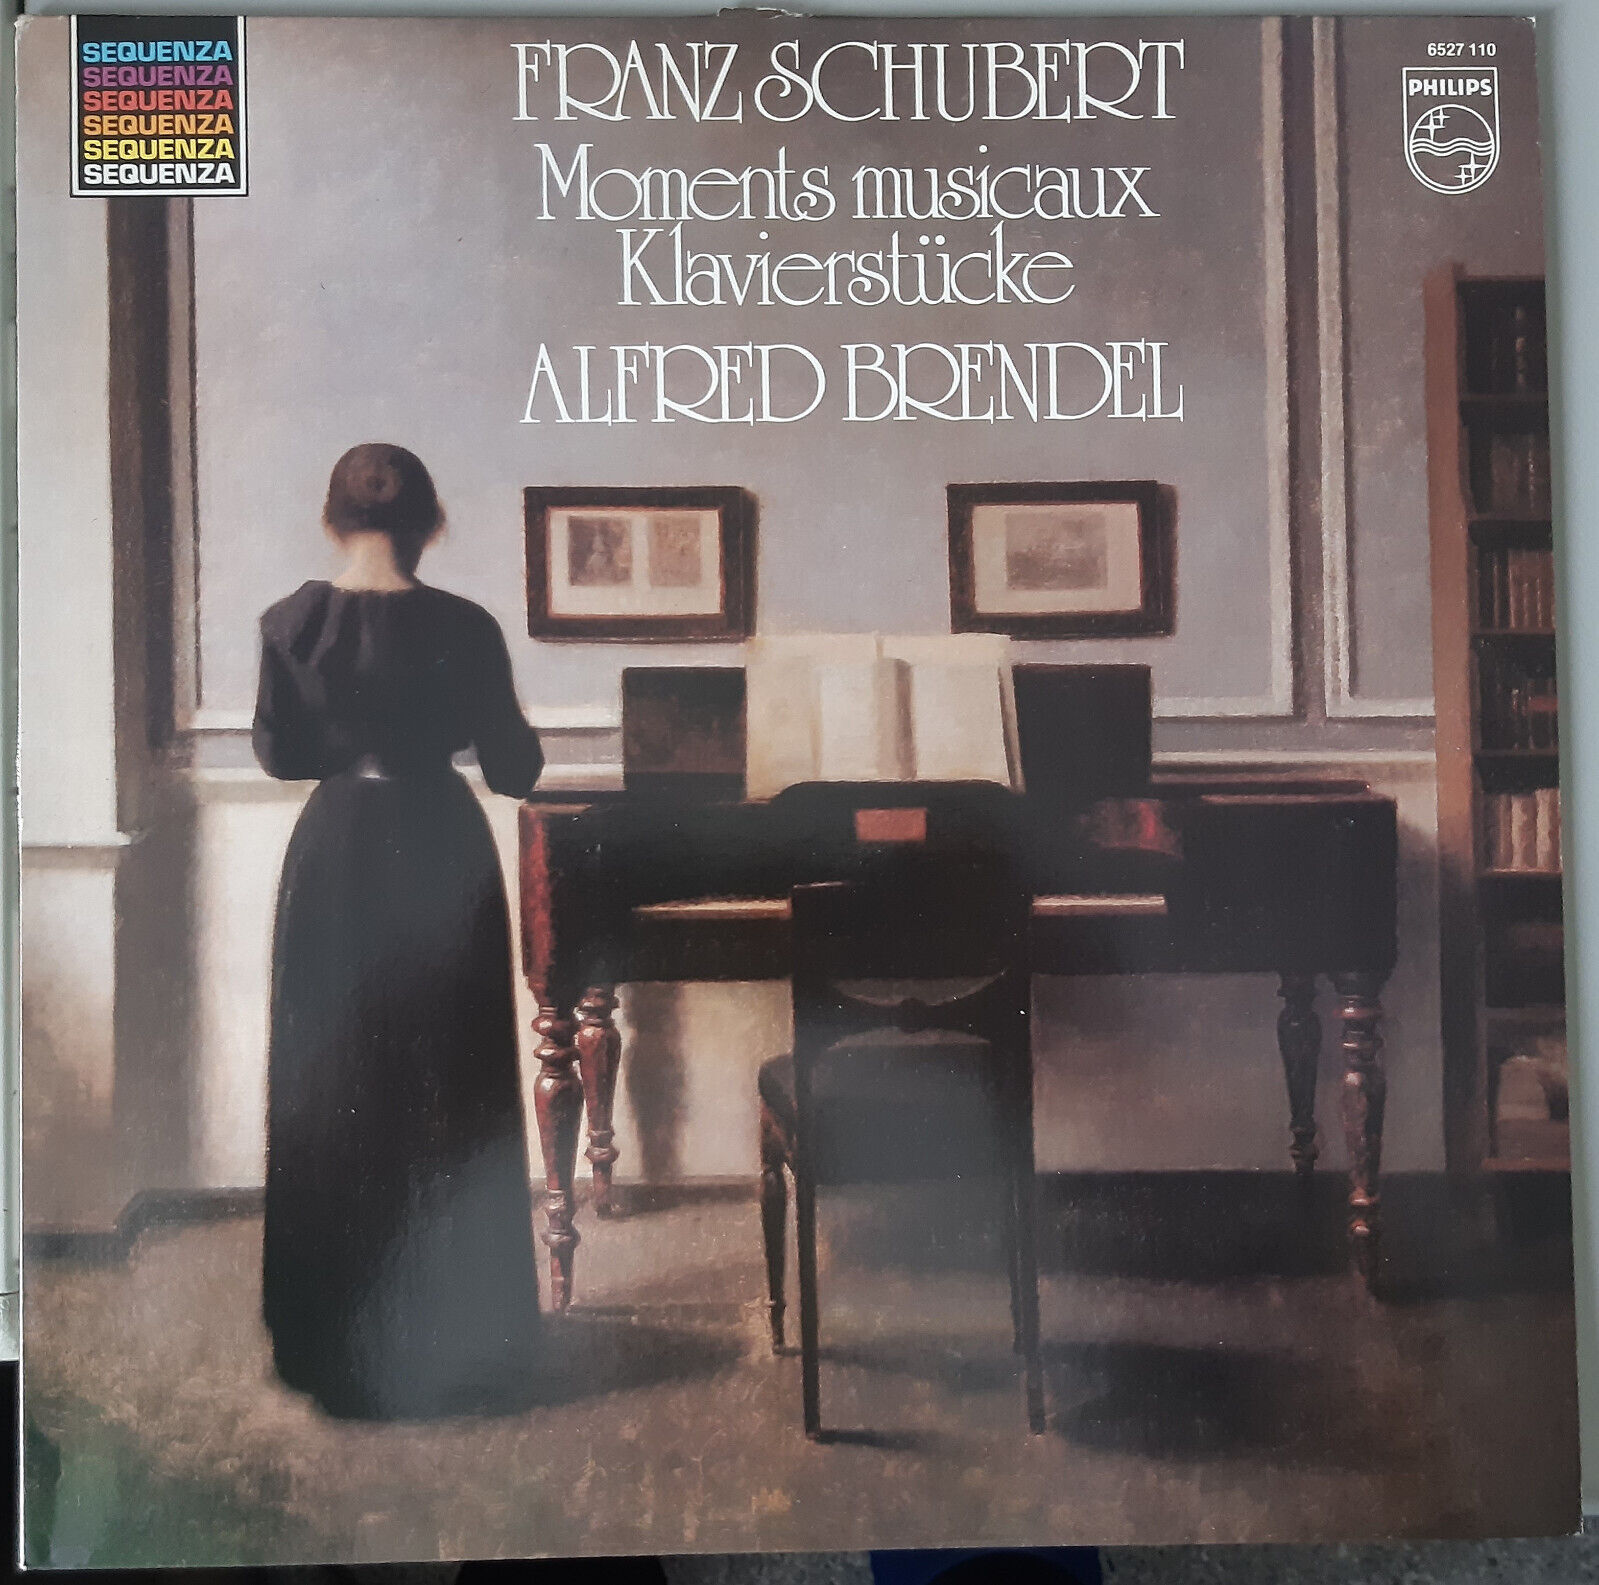 SEQUENZA
SEQUENZA
SEQUENZA
SEQUENZA
SEQUENZA
SEQUENZA
FRANZ SCHUBERT
Moments musicaux
Klavierstücke
ALFRED BRENDEL
6527 110
PHILIPS